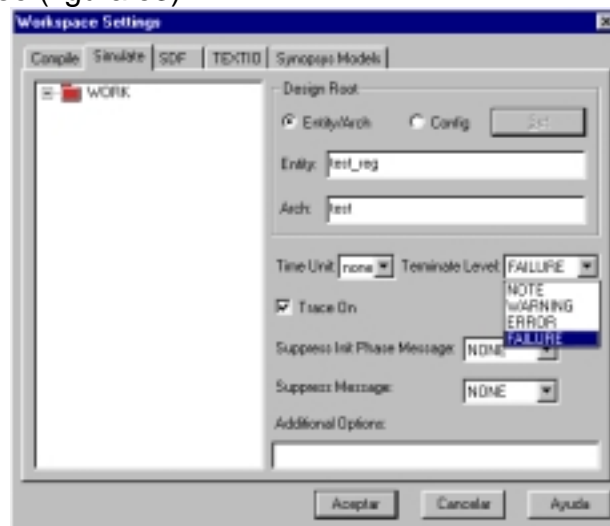 (figura 65)
Workspace Settings
Compile Simulate SDF TEXTIO Synopsys Models
WORK
Design Root
Entity/Arch Config Set
Entity: test_reg
Arch: test
Time Unit: none Terminate Level: FAILURE
NOTE
WARNING
ERROR
FAILURE
Trace On
Suppress Init Phase Message: NONE
Suppress Message: NONE
Additional Options:
Aceptar Cancelar Ayuda